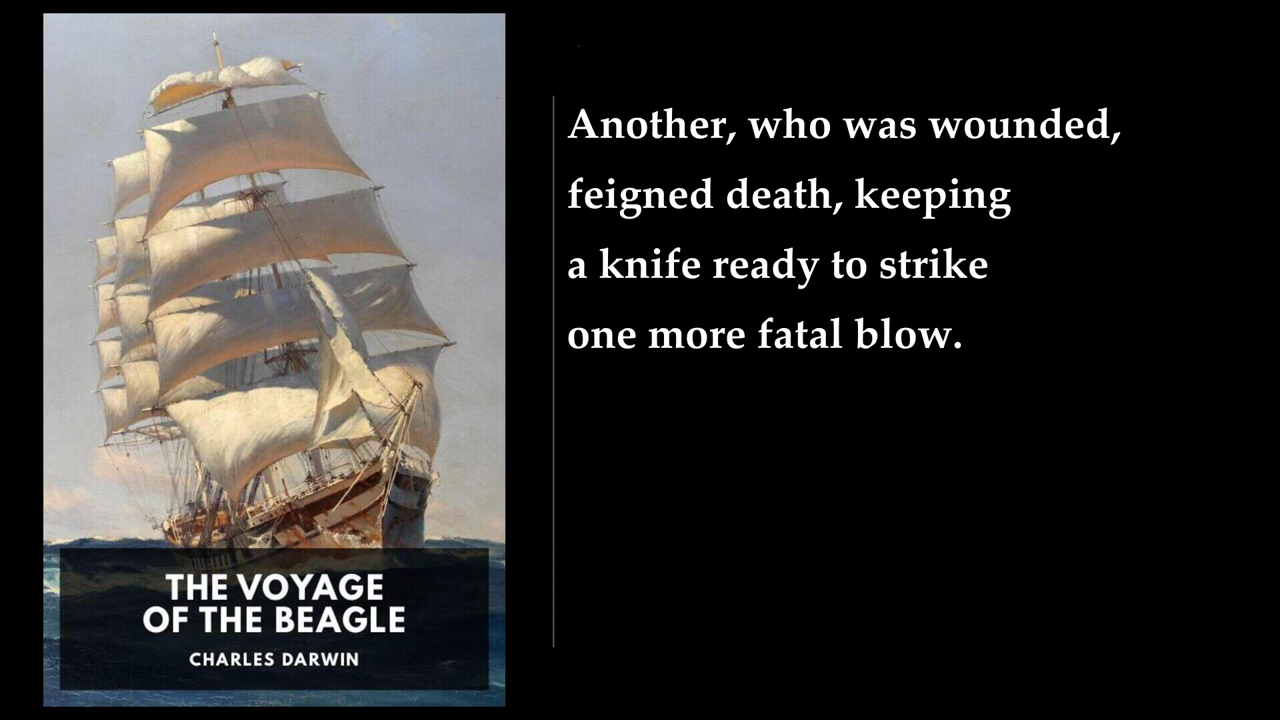 Another, who was wounded,
feigned death, keeping
a knife ready to strike
one more fatal blow.
THE VOYAGE
OF THE BEAGLE
CHARLES DARWIN